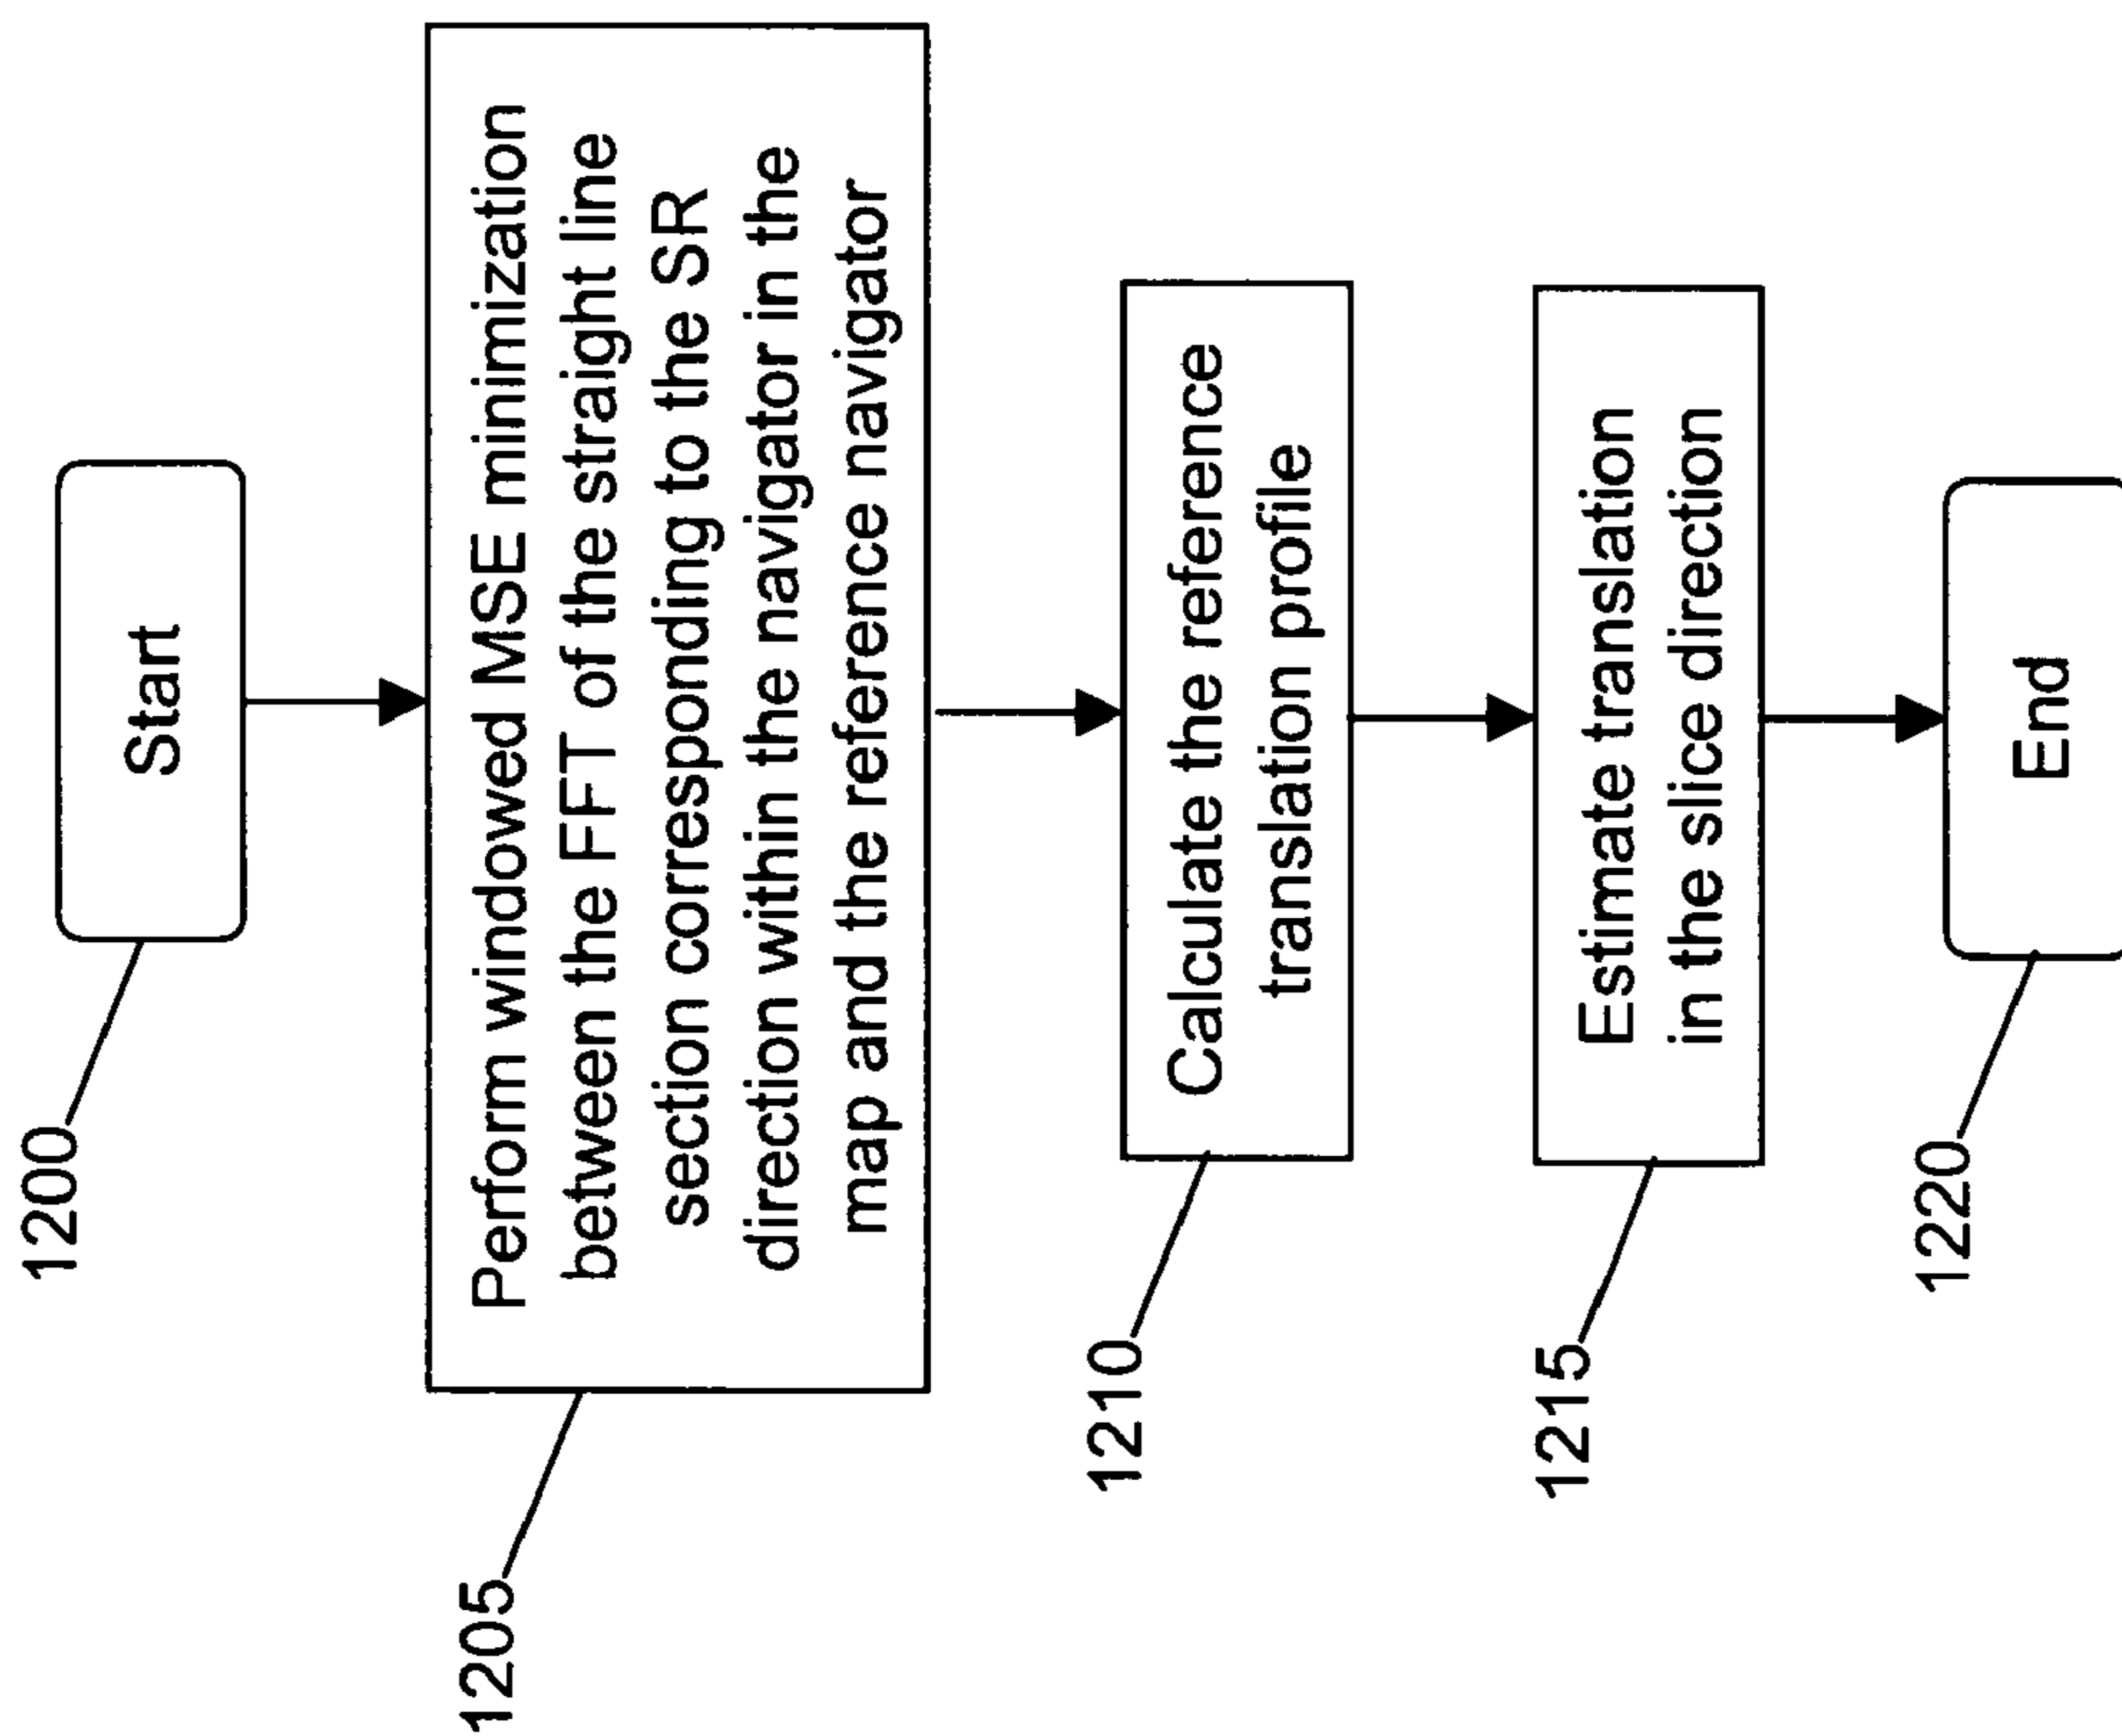 1200
Start
1205
Perform windowed MSE minimization
between the FFT of the straight line
section corresponding to the SR
direction within the navigator in the
map and the reference navigator
1210
Calculate the reference
translation profile
1215
Estimate translation
in the slice direction
1220
End